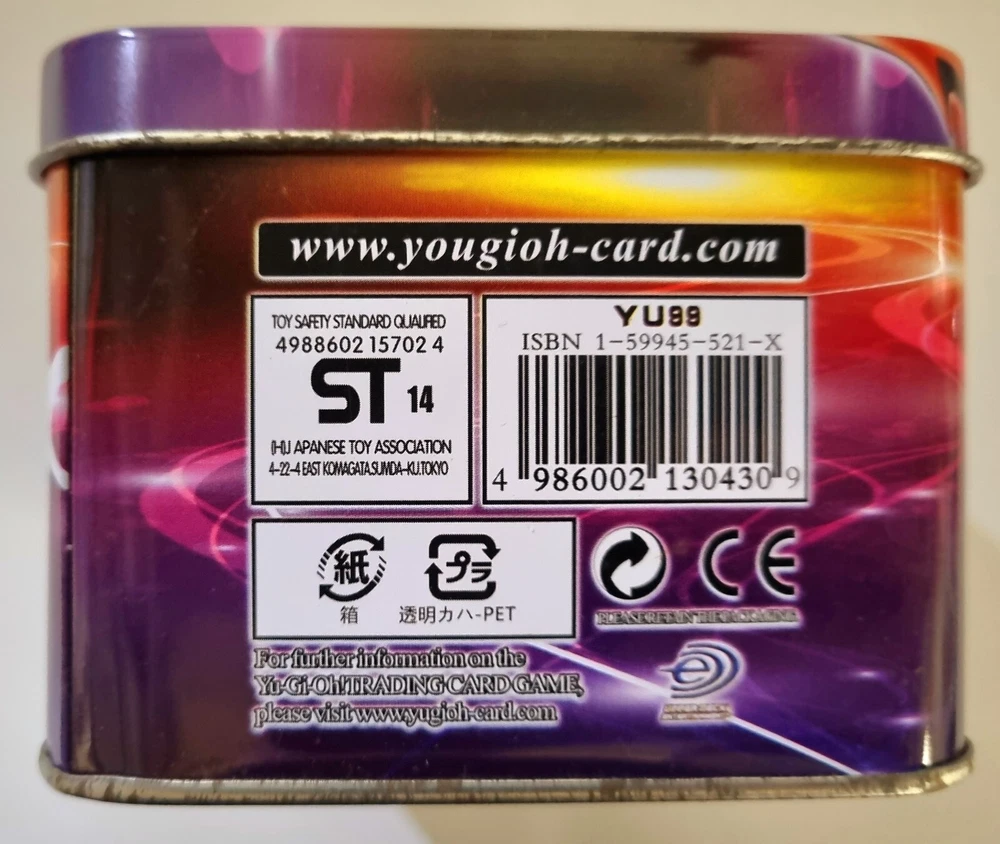 www.yougioh-card.com
TOY SAFETY STANDARD QUALIFIED
4988602 15702 4
ST 14
(H)J APANESE TOY ASSOCIATION
4-22-4 EAST KOMAGATA.SUMDA-KU.TOKYO
YU99
ISBN 1-59945-521-X
4 986002 130430 9
紙
プラ
箱
透明カハ-PET
CE
For further information on the
Yu-Gi-Oh!TRADING CARD GAME,
please visit www.yugioh-card.com